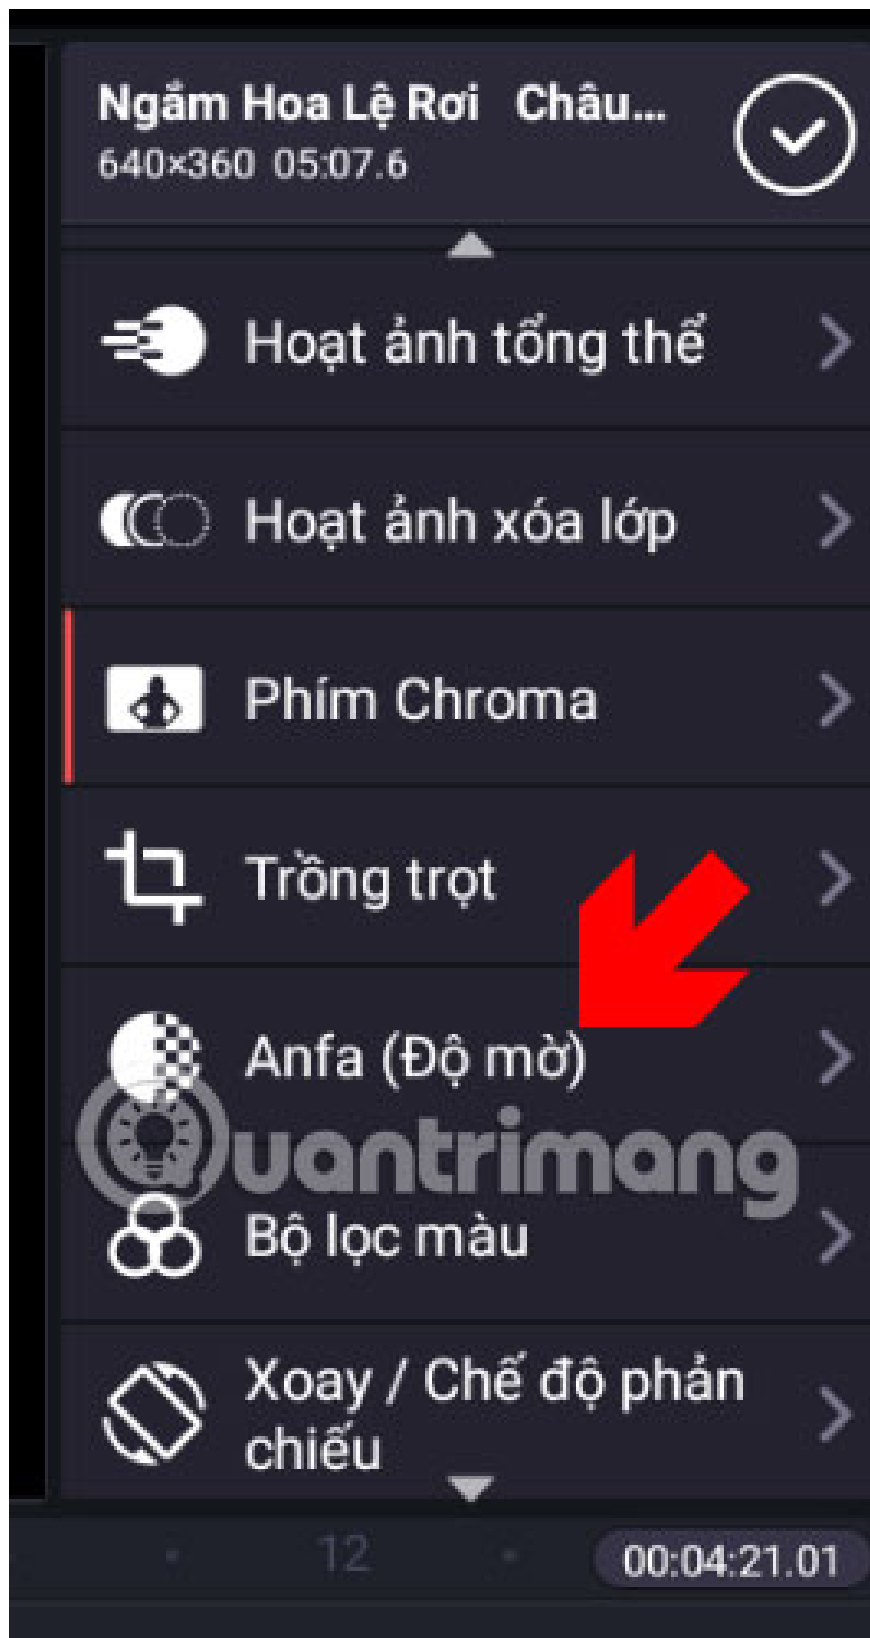 Ngắm Hoa Lệ Rơi Châu...
640×360 05:07.6
Hoạt ảnh tổng thể
Hoạt ảnh xóa lớp
Phím Chroma
Trồng trọt
Anfa (Độ mờ)
Quantrimang
Bộ lọc màu
Xoay / Chế độ phản
chiếu
12
00:04:21.01